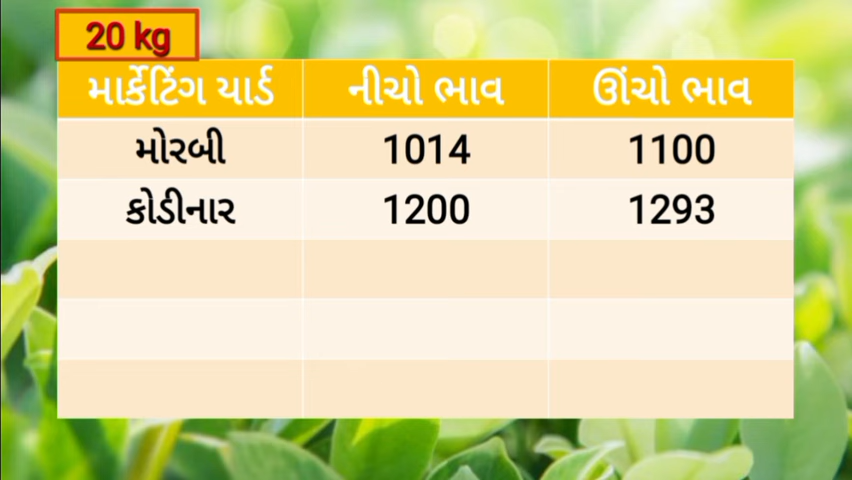 20 kg
માર્કેટિંગ યાર્ડ નીચો ભાવ ઊંચો ભાવ
મોરબી 1014 1100
કોડીનાર 1200 1293